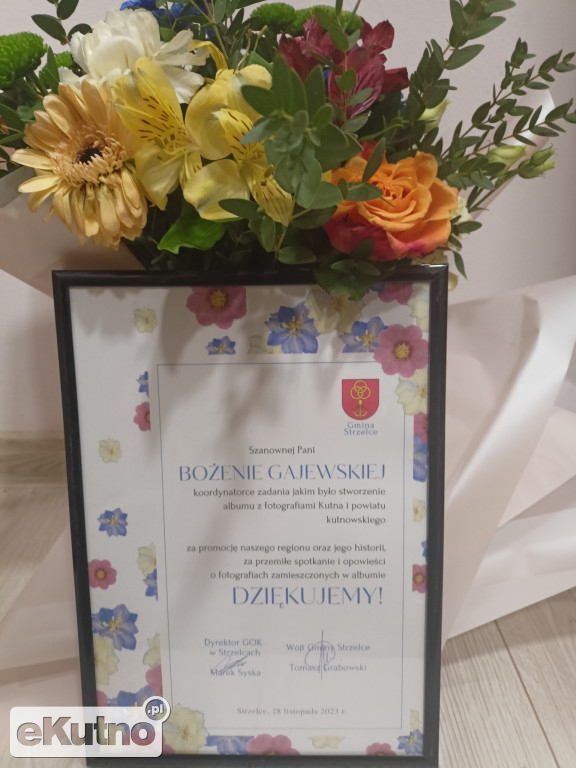 Gmina
Strzelce
Szanownej Pani
BOŻENIE GAJEWSKIEJ
koordynatorce zadania jakim było stworzenie
albumu z fotografiami Kutna i powiatu
kutnowskiego
za promocję naszego regionu oraz jego historii,
za przemiłe spotkanie i opowieści
o fotografiach zamieszczonych w albumie
DZIĘKUJEMY!
Dyrektor GOK
w Strzelcach
Marek Syska
Wójt Gminy Strzelce
Tomasz Grabowski
Strzelce, 28 listopada 2023 r.
eKutno.pl